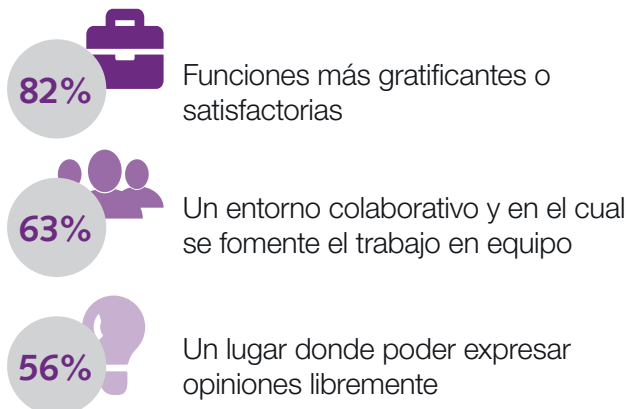 82%
Funciones más gratificantes o
satisfactorias
63%
Un entorno colaborativo y en el cual
se fomente el trabajo en equipo
56%
Un lugar donde poder expresar
opiniones libremente